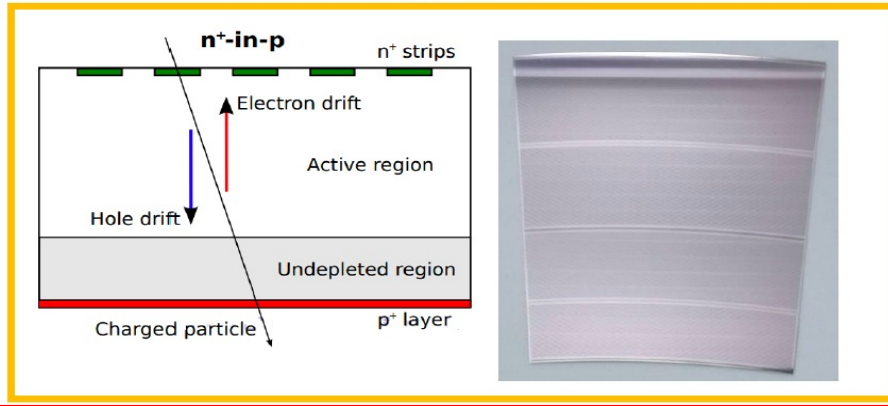 n⁺-in-p
n⁺ strips
Electron drift
Active region
Hole drift
Undepleted region
p⁺ layer
Charged particle